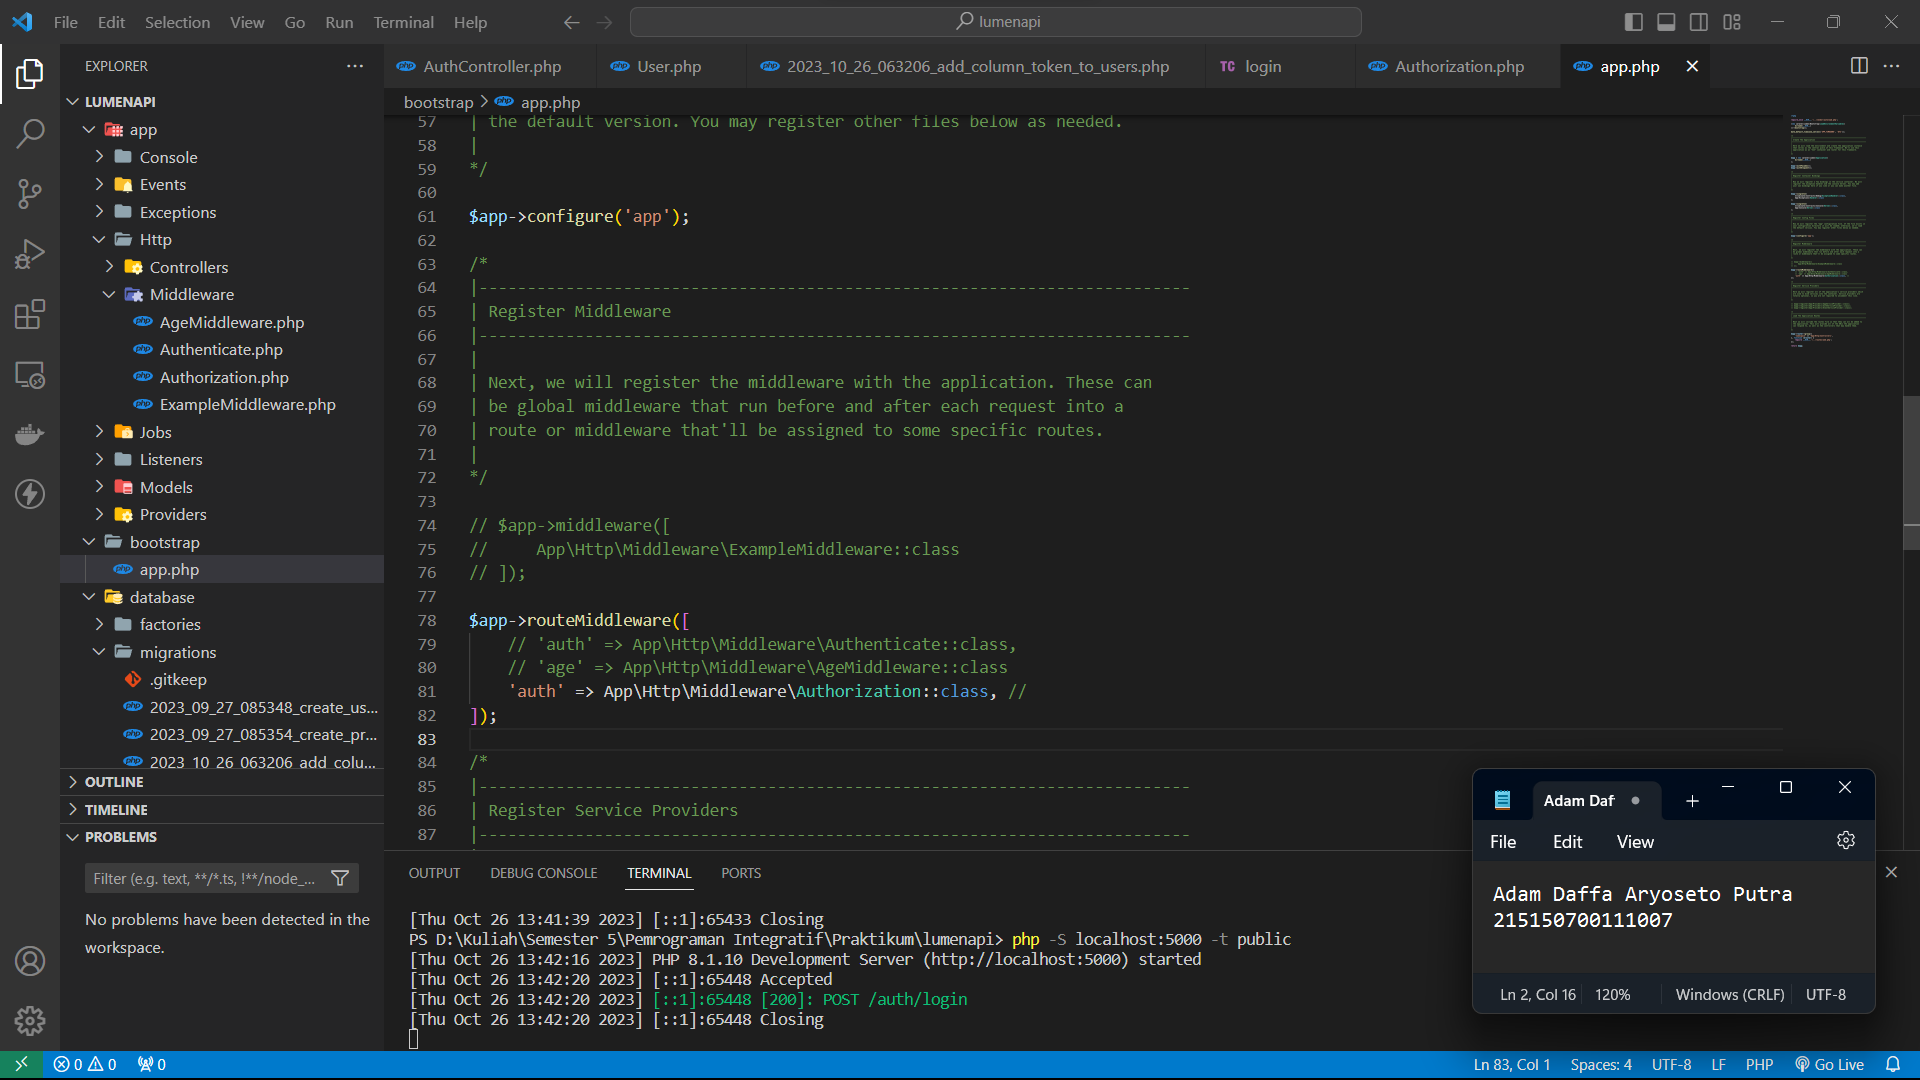 File Edit Selection View Go Run Terminal Help
lumenapi
EXPLORER
LUMENAPI
app
Console
Events
Exceptions
Http
Controllers
Middleware
AgeMiddleware.php
Authenticate.php
Authorization.php
ExampleMiddleware.php
Jobs
Listeners
Models
Providers
bootstrap
app.php
database
factories
migrations
.gitkeep
2023_09_27_085348_create_us...
2023_09_27_085354_create_pr...
2023_10_26_063206_add_colu...
OUTLINE
TIMELINE
PROBLEMS
Filter (e.g. text, **/*.ts, !**/node_...
No problems have been detected in the
workspace.
php AuthController.php php User.php php 2023_10_26_063206_add_column_token_to_users.php TC login php Authorization.php php app.php
bootstrap > php app.php
57 | the default version. You may register other files below as needed.
58 |
59 */
60
61 $app->configure('app');
62
63 /*
64 |--------------------------------------------------------------------------
65 | Register Middleware
66 |--------------------------------------------------------------------------
67 |
68 | Next, we will register the middleware with the application. These can
69 | be global middleware that run before and after each request into a
70 | route or middleware that'll be assigned to some specific routes.
71 |
72 */
73
74 // $app->middleware([
75 //     App\Http\Middleware\ExampleMiddleware::class
76 // ]);
77
78 $app->routeMiddleware([
79     // 'auth' => App\Http\Middleware\Authenticate::class,
80     // 'age' => App\Http\Middleware\AgeMiddleware::class
81     'auth' => App\Http\Middleware\Authorization::class, //
82 ]);
83
84 /*
85 |--------------------------------------------------------------------------
86 | Register Service Providers
87 |--------------------------------------------------------------------------
OUTPUT DEBUG CONSOLE TERMINAL PORTS
[Thu Oct 26 13:41:39 2023] [::1]:65433 Closing
PS D:\Kuliah\Semester 5\Pemrograman Integratif\Praktikum\lumenapi> php -S localhost:5000 -t public
[Thu Oct 26 13:42:16 2023] PHP 8.1.10 Development Server (http://localhost:5000) started
[Thu Oct 26 13:42:20 2023] [::1]:65448 Accepted
[Thu Oct 26 13:42:20 2023] [::1]:65448 [200]: POST /auth/login
[Thu Oct 26 13:42:20 2023] [::1]:65448 Closing
Adam Daf
File Edit View
Adam Daffa Aryoseto Putra
215150700111007
Ln 2, Col 16 120% Windows (CRLF) UTF-8
0 0 0 Ln 83, Col 1 Spaces: 4 UTF-8 LF PHP Go Live